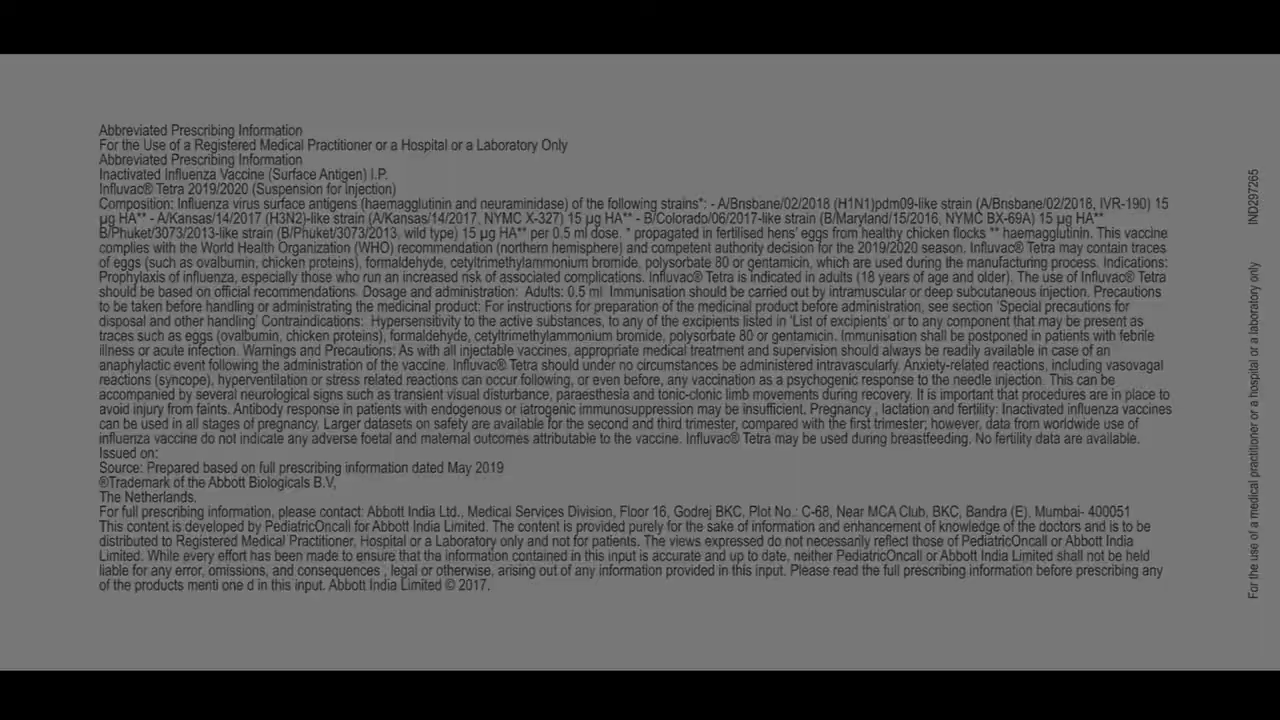 Abbreviated Prescribing Information
For the Use of a Registered Medical Practitioner or a Hospital or a Laboratory Only
Abbreviated Prescribing Information
Inactivated Influenza Vaccine (Surface Antigen) I.P.
Influvac® Tetra 2019/2020 (Suspension for injection)
Composition: Influenza virus surface antigens (haemagglutinin and neuraminidase) of the following strains*: - A/Brisbane/02/2018 (H1N1)pdm09-like strain (A/Brisbane/02/2018, IVR-190) 15
µg HA** - A/Kansas/14/2017 (H3N2)-like strain (A/Kansas/14/2017, NYMC X-327) 15 µg HA** - B/Colorado/06/2017-like strain (B/Maryland/15/2016, NYMC BX-69A) 15 µg HA**
B/Phuket/3073/2013-like strain (B/Phuket/3073/2013, wild type) 15 µg HA** per 0.5 ml dose. * propagated in fertilised hens' eggs from healthy chicken flocks ** haemagglutinin. This vaccine
complies with the World Health Organization (WHO) recommendation (northern hemisphere) and competent authority decision for the 2019/2020 season. Influvac® Tetra may contain traces
of eggs (such as ovalbumin, chicken proteins), formaldehyde, cetyltrimethylammonium bromide, polysorbate 80 or gentamicin, which are used during the manufacturing process. Indications:
Prophylaxis of influenza, especially those who run an increased risk of associated complications. Influvac® Tetra is indicated in adults (18 years of age and older). The use of Influvac® Tetra
should be based on official recommendations. Dosage and administration: Adults: 0.5 ml. Immunisation should be carried out by intramuscular or deep subcutaneous injection. Precautions
to be taken before handling or administrating the medicinal product: For instructions for preparation of the medicinal product before administration, see section 'Special precautions for
disposal and other handling' Contraindications: Hypersensitivity to the active substances, to any of the excipients listed in 'List of excipients' or to any component that may be present as
traces such as eggs (ovalbumin, chicken proteins), formaldehyde, cetyltrimethylammonium bromide, polysorbate 80 or gentamicin. Immunisation shall be postponed in patients with febrile
illness or acute infection. Warnings and Precautions: As with all injectable vaccines, appropriate medical treatment and supervision should always be readily available in case of an
anaphylactic event following the administration of the vaccine. Influvac® Tetra should under no circumstances be administered intravascularly. Anxiety-related reactions, including vasovagal
reactions (syncope), hyperventilation or stress related reactions can occur following, or even before, any vaccination as a psychogenic response to the needle injection. This can be
accompanied by several neurological signs such as transient visual disturbance, paraesthesia and tonic-clonic limb movements during recovery. It is important that procedures are in place to
avoid injury from faints. Antibody response in patients with endogenous or iatrogenic immunosuppression may be insufficient. Pregnancy , lactation and fertility: Inactivated influenza vaccines
can be used in all stages of pregnancy. Larger datasets on safety are available for the second and third trimester, compared with the first trimester, however, data from worldwide use of
influenza vaccine do not indicate any adverse foetal and maternal outcomes attributable to the vaccine. Influvac® Tetra may be used during breastfeeding. No fertility data are available.
Issued on:
Source: Prepared based on full prescribing information dated May 2019
®Trademark of the Abbott Biologicals B.V,
The Netherlands.
For full prescribing information, please contact: Abbott India Ltd., Medical Services Division, Floor 16, Godrej BKC, Plot No.: C-68, Near MCA Club, BKC, Bandra (E), Mumbai- 400051
This content is developed by PediatricOncall for Abbott India Limited. The content is provided purely for the sake of information and enhancement of knowledge of the doctors and is to be
distributed to Registered Medical Practitioner, Hospital or a Laboratory only and not for patients. The views expressed do not necessarily reflect those of PediatricOncall or Abbott India
Limited. While every effort has been made to ensure that the information contained in this input is accurate and up to date, neither PediatricOncall or Abbott India Limited shall not be held
liable for any error, omissions, and consequences , legal or otherwise, arising out of any information provided in this input. Please read the full prescribing information before prescribing any
of the products menti one d in this input. Abbott India Limited © 2017.
For the use of a medical practitioner or a hospital or a laboratory only IND297265